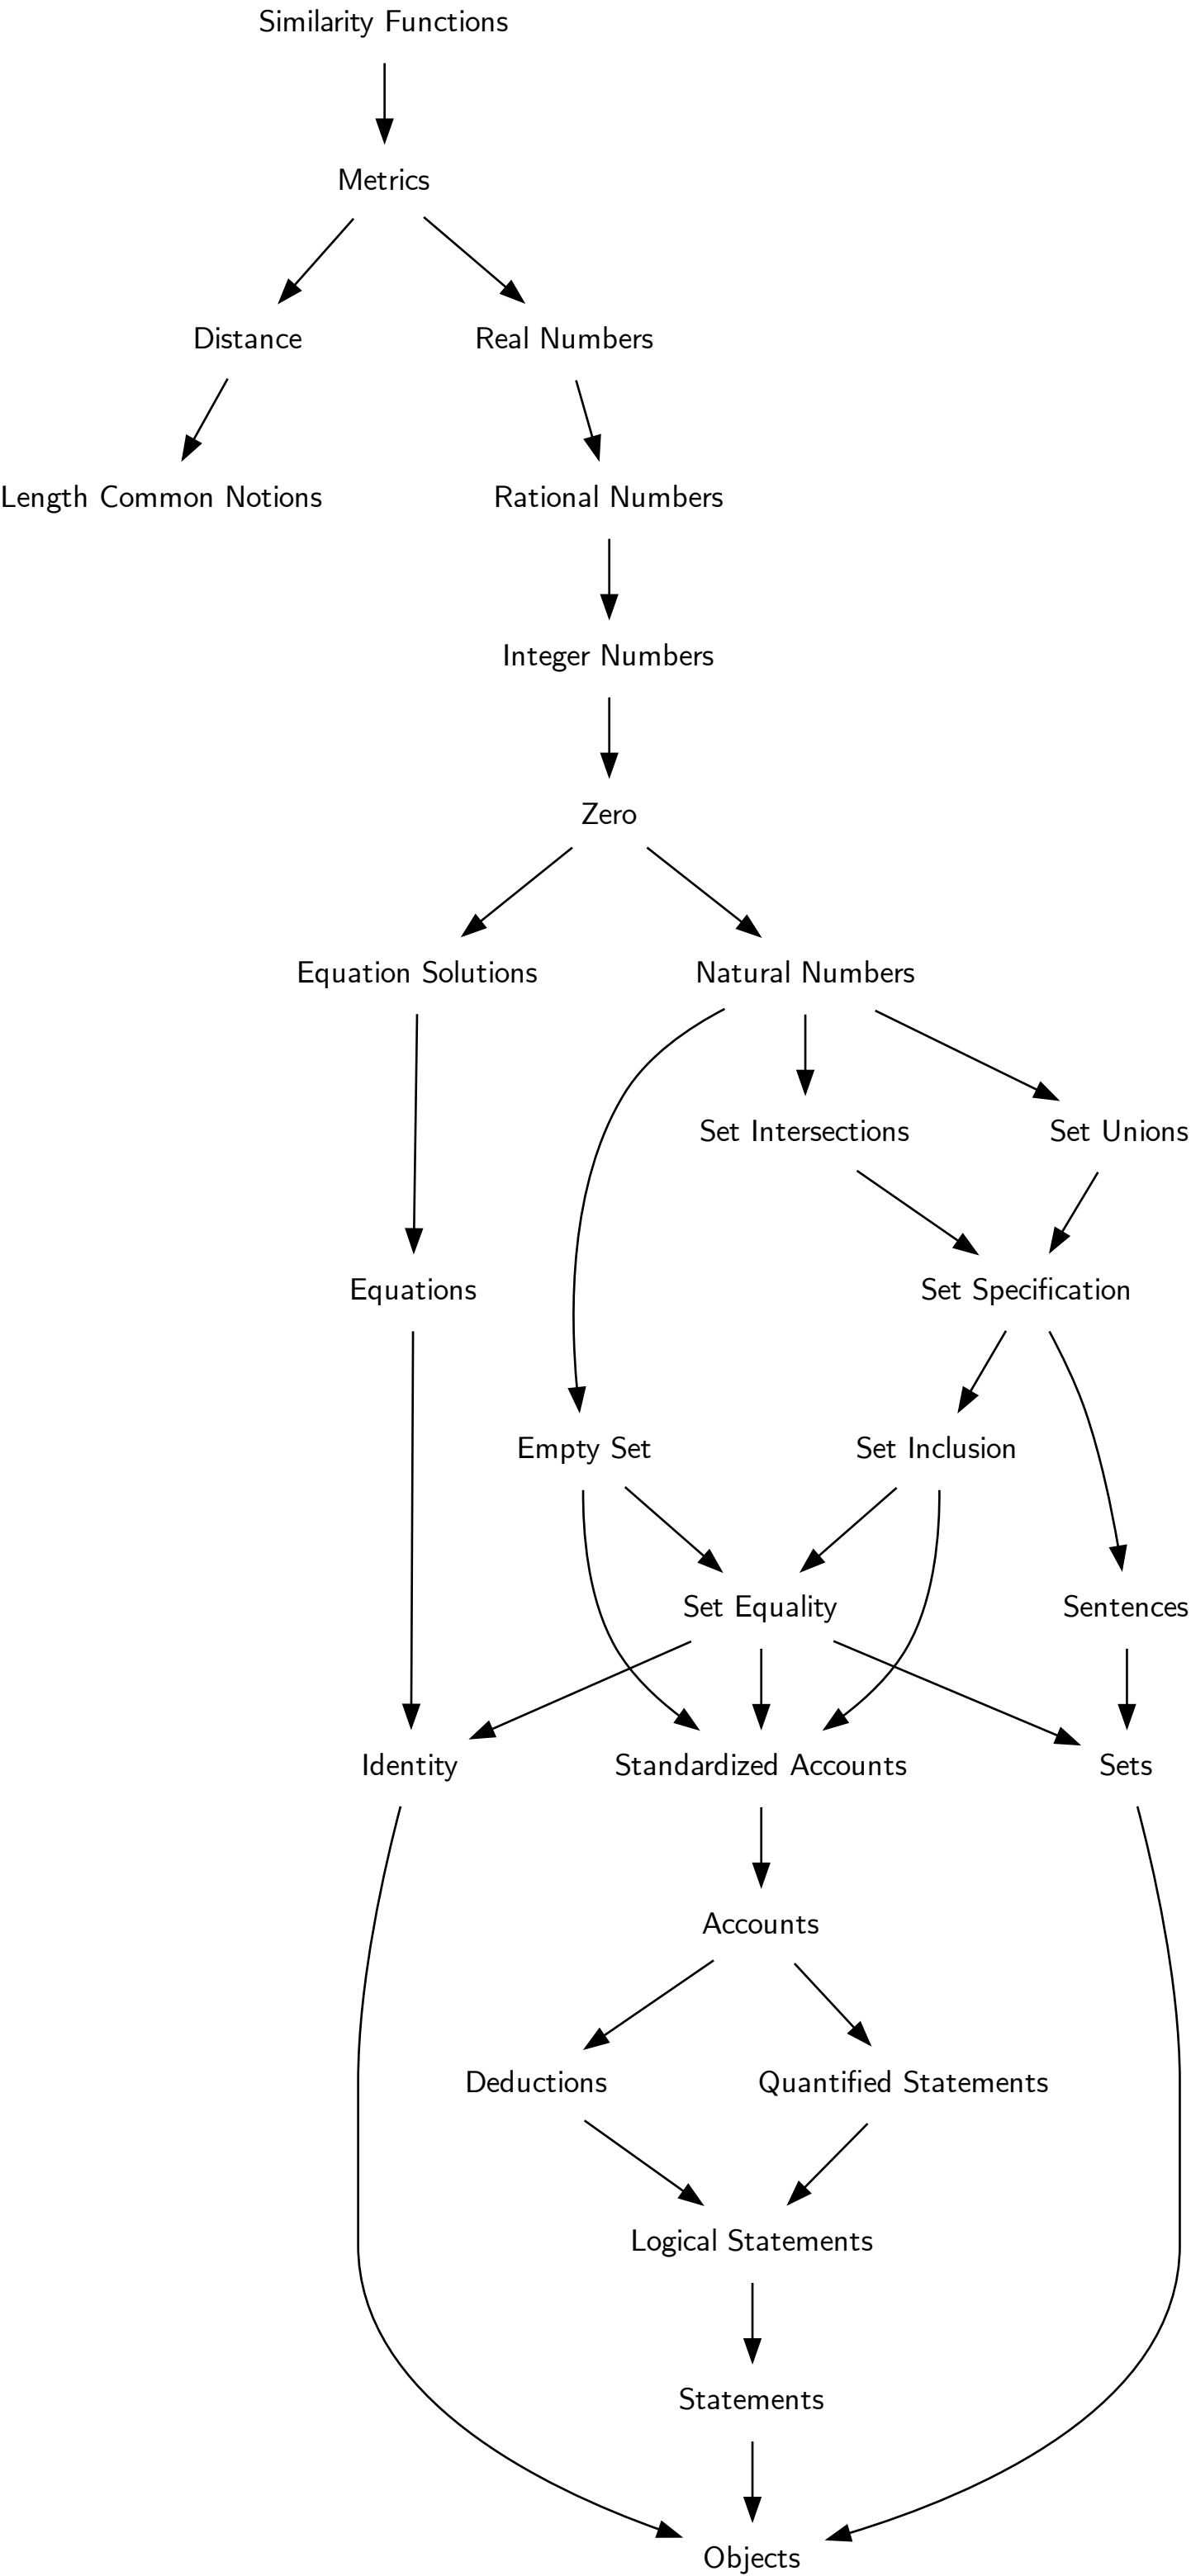 Similarity Functions
Metrics
Distance
Real Numbers
Length Common Notions
Rational Numbers
Integer Numbers
Zero
Equation Solutions
Natural Numbers
Set Intersections
Set Unions
Equations
Set Specification
Empty Set
Set Inclusion
Set Equality
Sentences
Identity
Standardized Accounts
Sets
Accounts
Deductions
Quantified Statements
Logical Statements
Statements
Objects